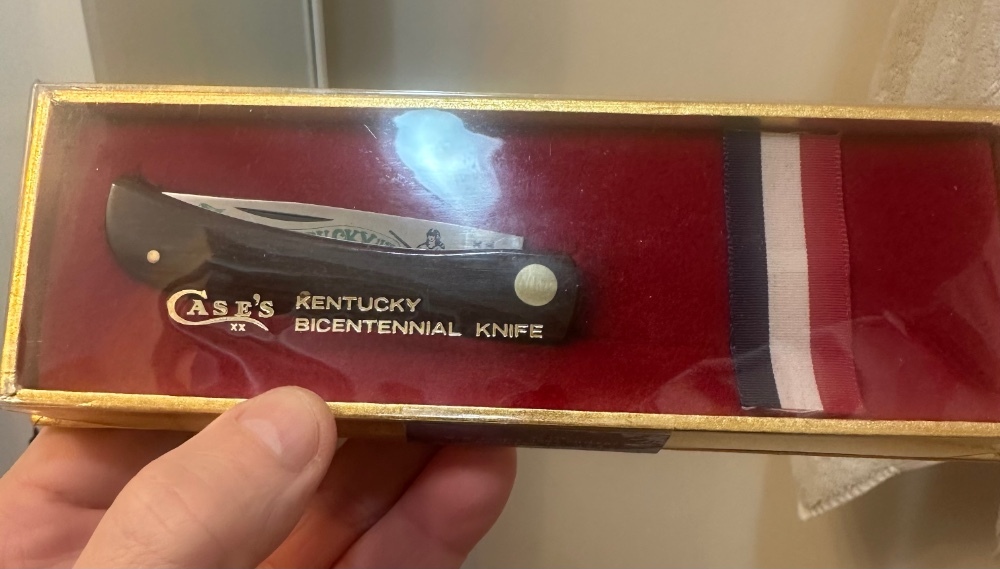 CASE'S
XX
KENTUCKY
BICENTENNIAL KNIFE